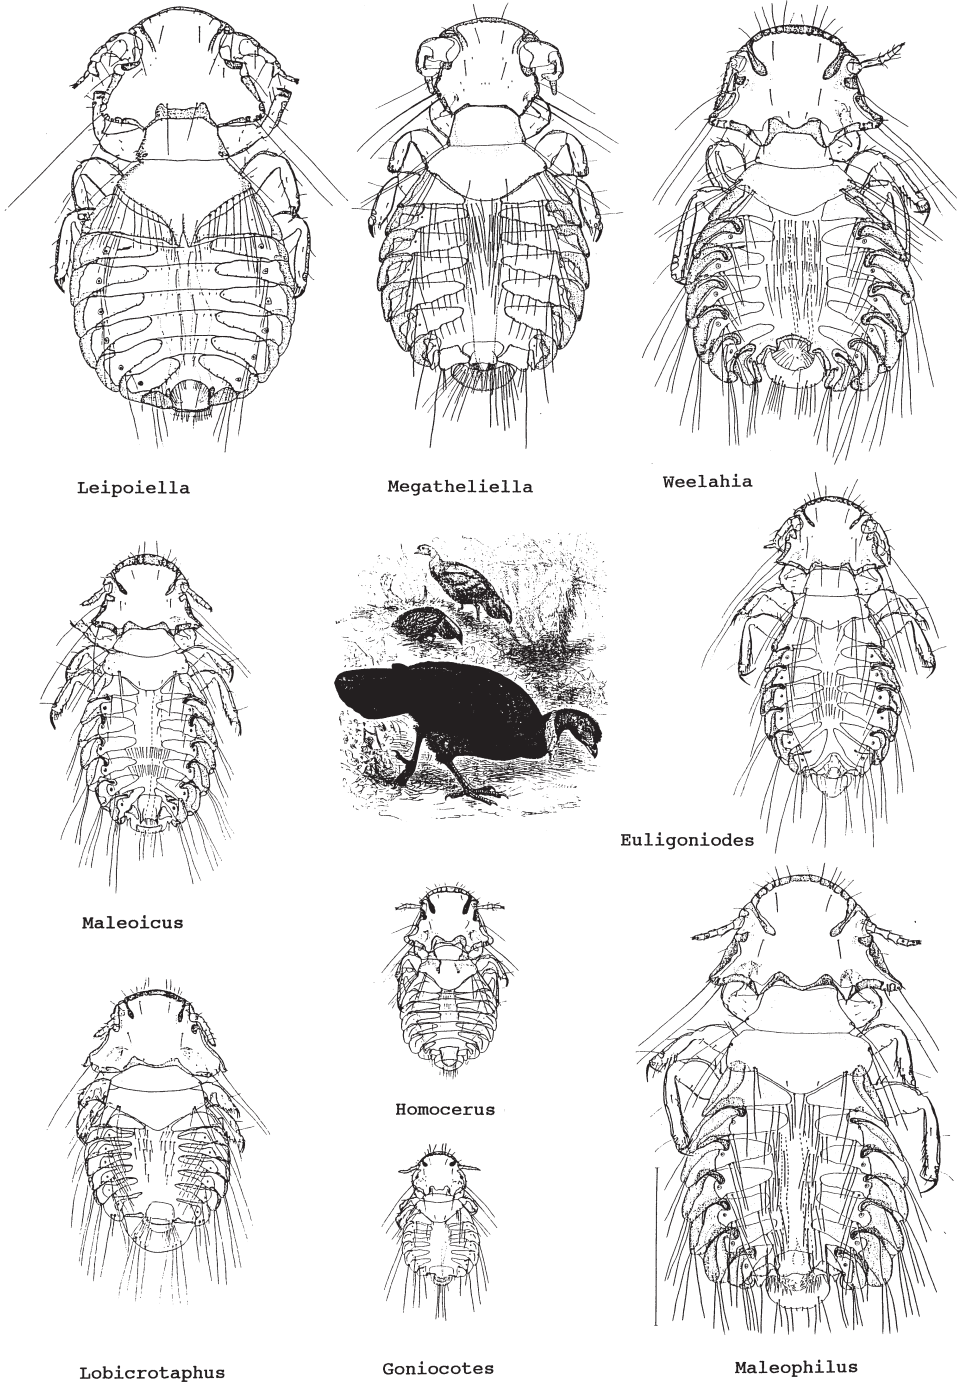 Leipoiella
Megatheliella
Weelahia
Euligoniodes
Maleoicus
Homocerus
Lobicrotaphus
Goniocotes
Maleophilus